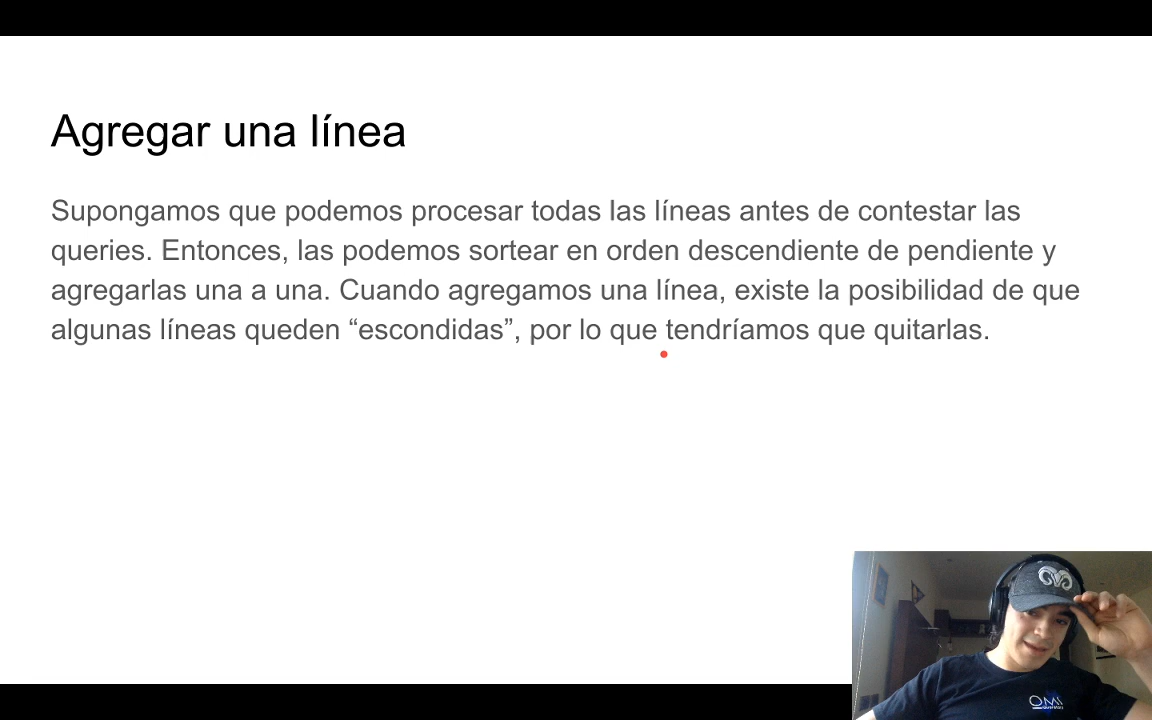 Agregar una línea
Supongamos que podemos procesar todas las líneas antes de contestar las
queries. Entonces, las podemos sortear en orden descendiente de pendiente y
agregarlas una a una. Cuando agregamos una línea, existe la posibilidad de que
algunas líneas queden “escondidas”, por lo que tendríamos que quitarlas.
OMI